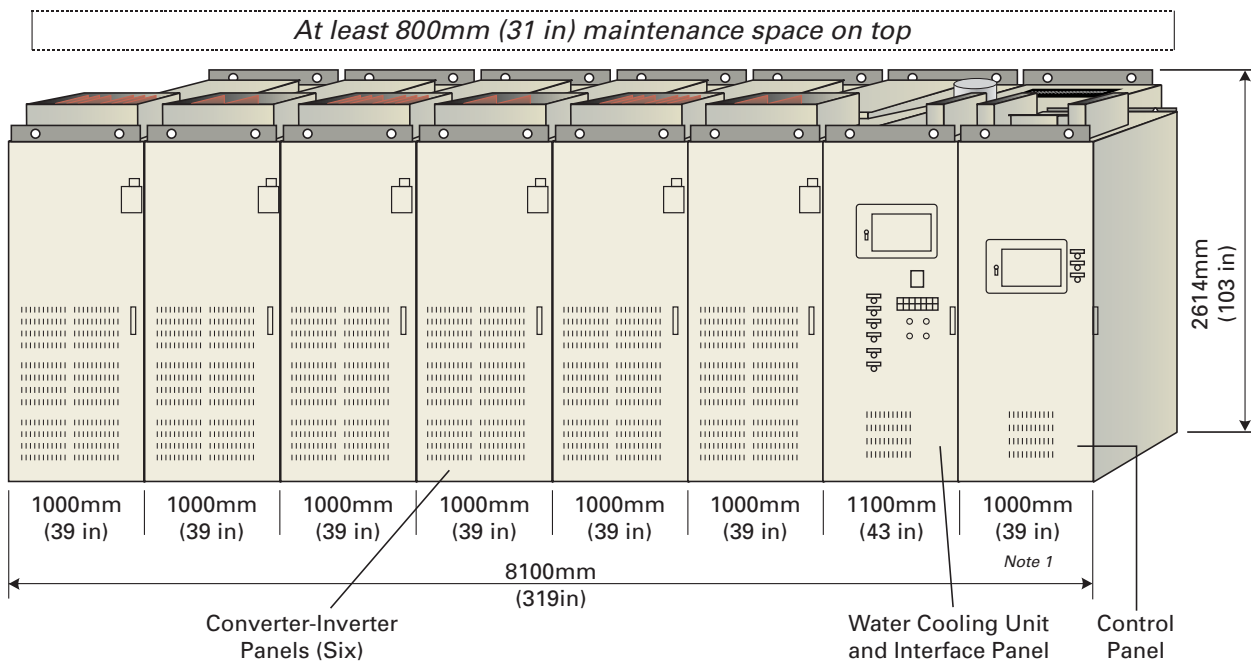 At least 800mm (31 in) maintenance space on top
2614mm
(103 in)
1000mm
(39 in)
1000mm
(39 in)
1000mm
(39 in)
1000mm
(39 in)
1000mm
(39 in)
1000mm
(39 in)
1100mm
(43 in)
1000mm
(39 in)
Note 1
8100mm
(319in)
Converter-Inverter
Panels (Six)
Water Cooling Unit
and Interface Panel
Control
Panel